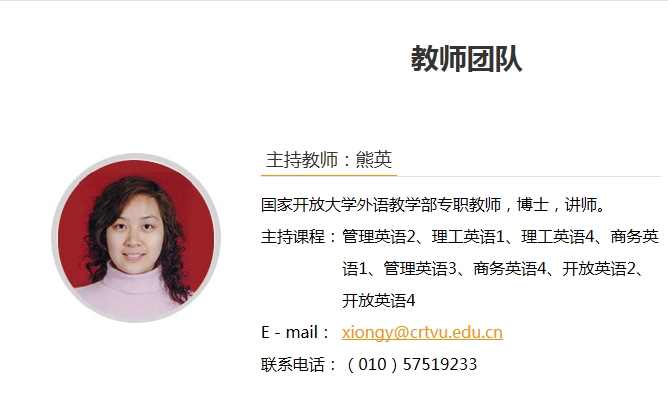 教师团队
主持教师：熊英
国家开放大学外语教学部专职教师，博士，讲师。
主持课程：管理英语2、理工英语1、理工英语4、商务英
语1、管理英语3、商务英语4、开放英语2、
开放英语4
E - mail： xiongy@crtvu.edu.cn
联系电话：（010）57519233